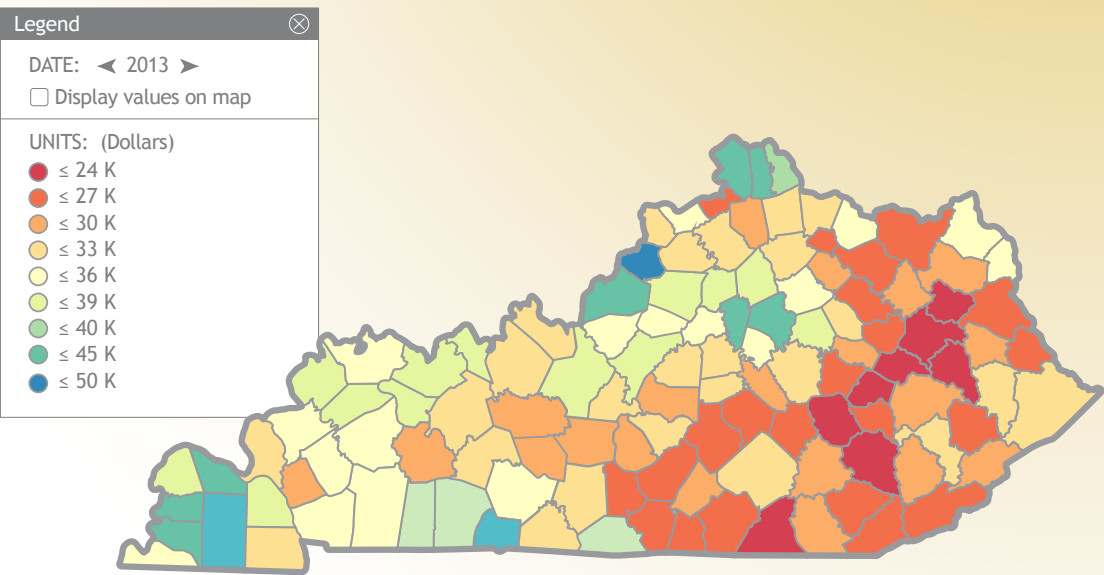 Legend
DATE: 2013
Display values on map
UNITS: (Dollars)
≤ 24 K
≤ 27 K
≤ 30 K
≤ 33 K
≤ 36 K
≤ 39 K
≤ 40 K
≤ 45 K
≤ 50 K